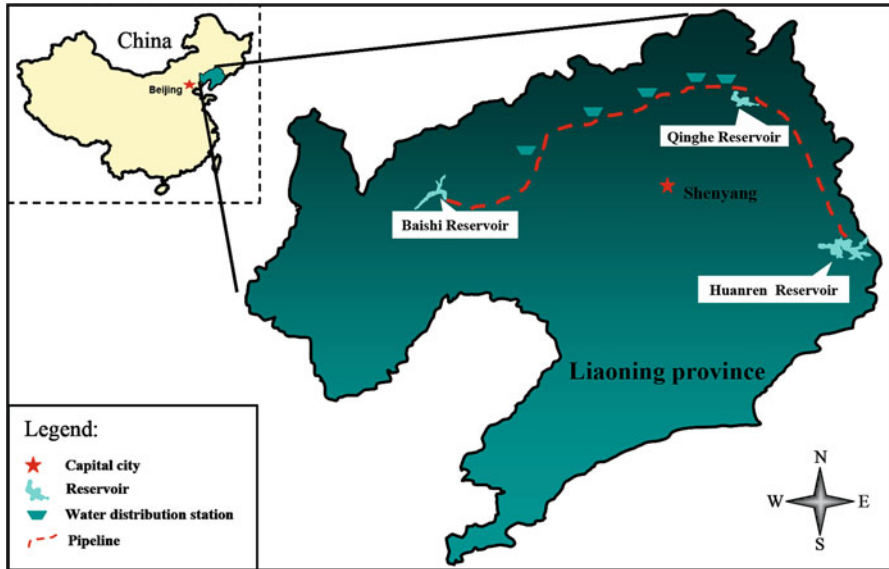 China
Beijing
Qinghe Reservoir
Shenyang
Baishi Reservoir
Huanren Reservoir
Liaoning province
Legend:
Capital city
Reservoir
Water distribution station
Pipeline
N
W E
S